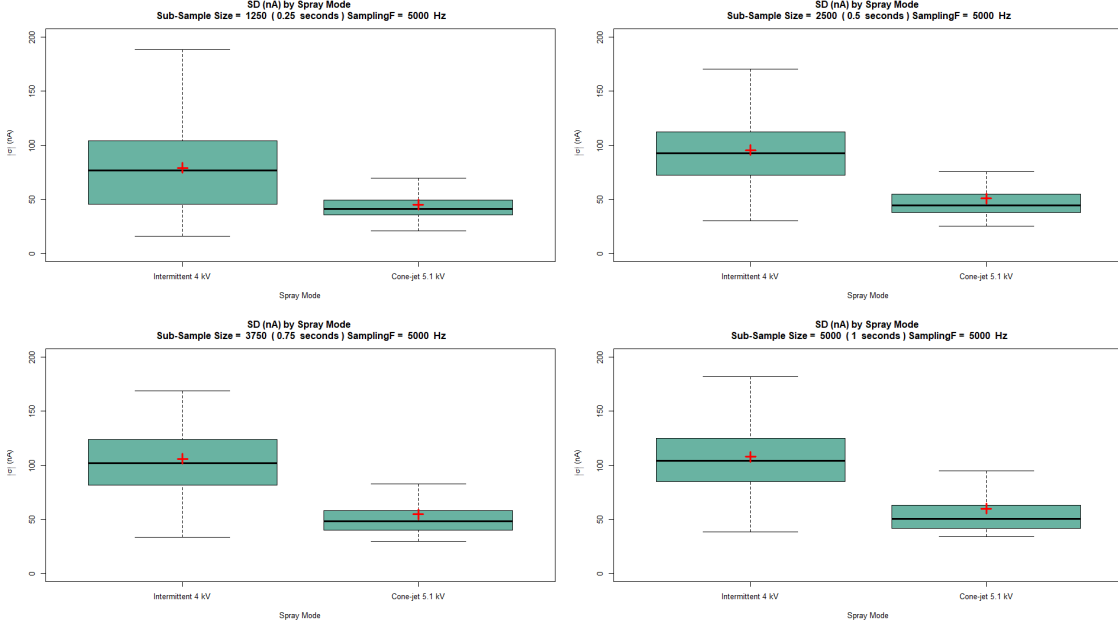 SD (nA) by Spray Mode
Sub-Sample Size = 1250 ( 0.25 seconds ) SamplingF = 5000 Hz
200
150
100
50
0
|σ| (nA)
Intermittent 4 kV
Cone-jet 5.1 kV
Spray Mode
SD (nA) by Spray Mode
Sub-Sample Size = 2500 ( 0.5 seconds ) SamplingF = 5000 Hz
200
150
100
50
0
|σ| (nA)
Intermittent 4 kV
Cone-jet 5.1 kV
Spray Mode
SD (nA) by Spray Mode
Sub-Sample Size = 3750 ( 0.75 seconds ) SamplingF = 5000 Hz
200
150
100
50
0
|σ| (nA)
Intermittent 4 kV
Cone-jet 5.1 kV
Spray Mode
SD (nA) by Spray Mode
Sub-Sample Size = 5000 ( 1 seconds ) SamplingF = 5000 Hz
200
150
100
50
0
|σ| (nA)
Intermittent 4 kV
Cone-jet 5.1 kV
Spray Mode